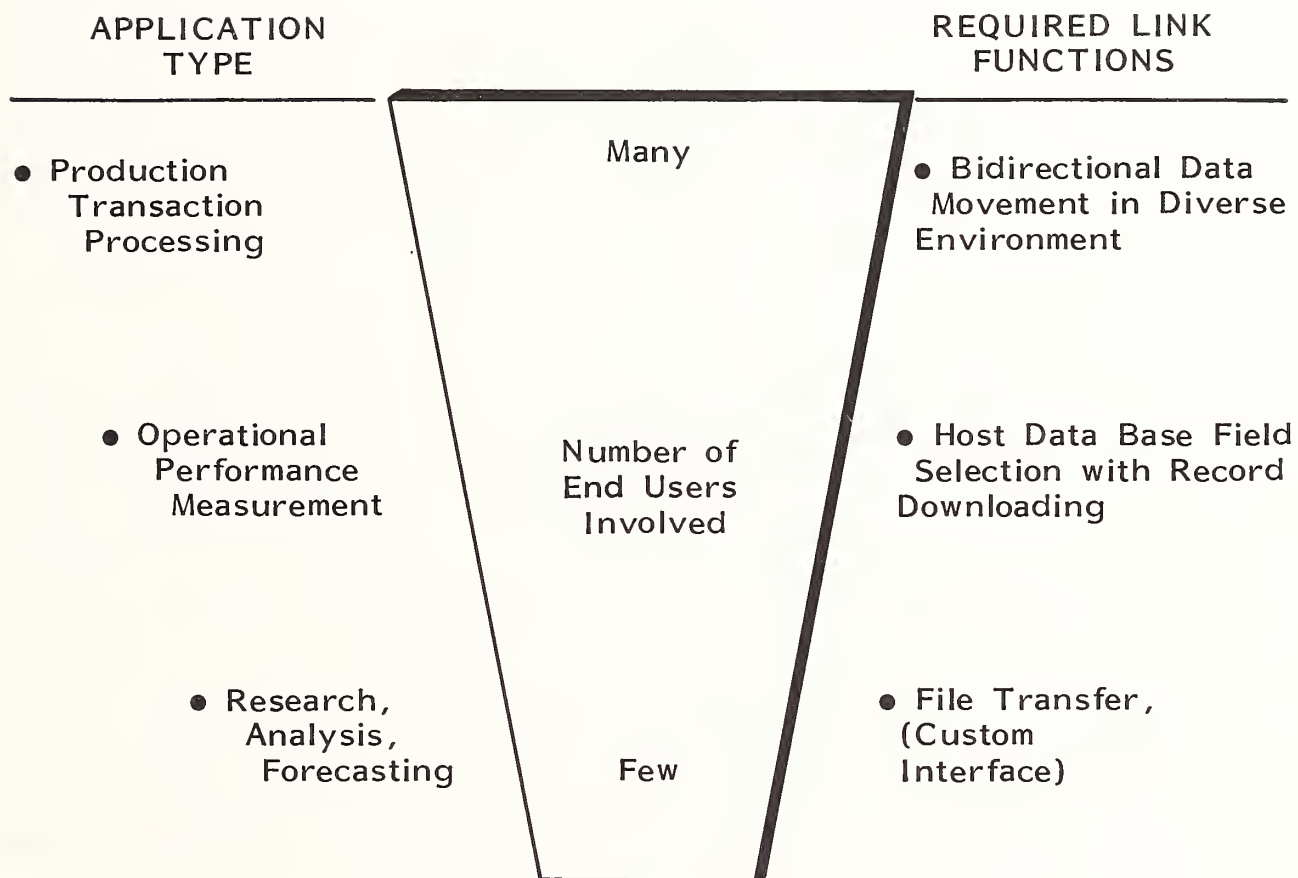 APPLICATION
TYPE
REQUIRED LINK
FUNCTIONS
Many
• Production
Transaction
Processing
• Bidirectional Data
Movement in Diverse
Environment
• Operational
Performance
Measurement
Number of
End Users
Involved
• Host Data Base Field
Selection with Record
Downloading
• Research,
Analysis,
Forecasting
Few
• File Transfer,
(Custom
Interface)